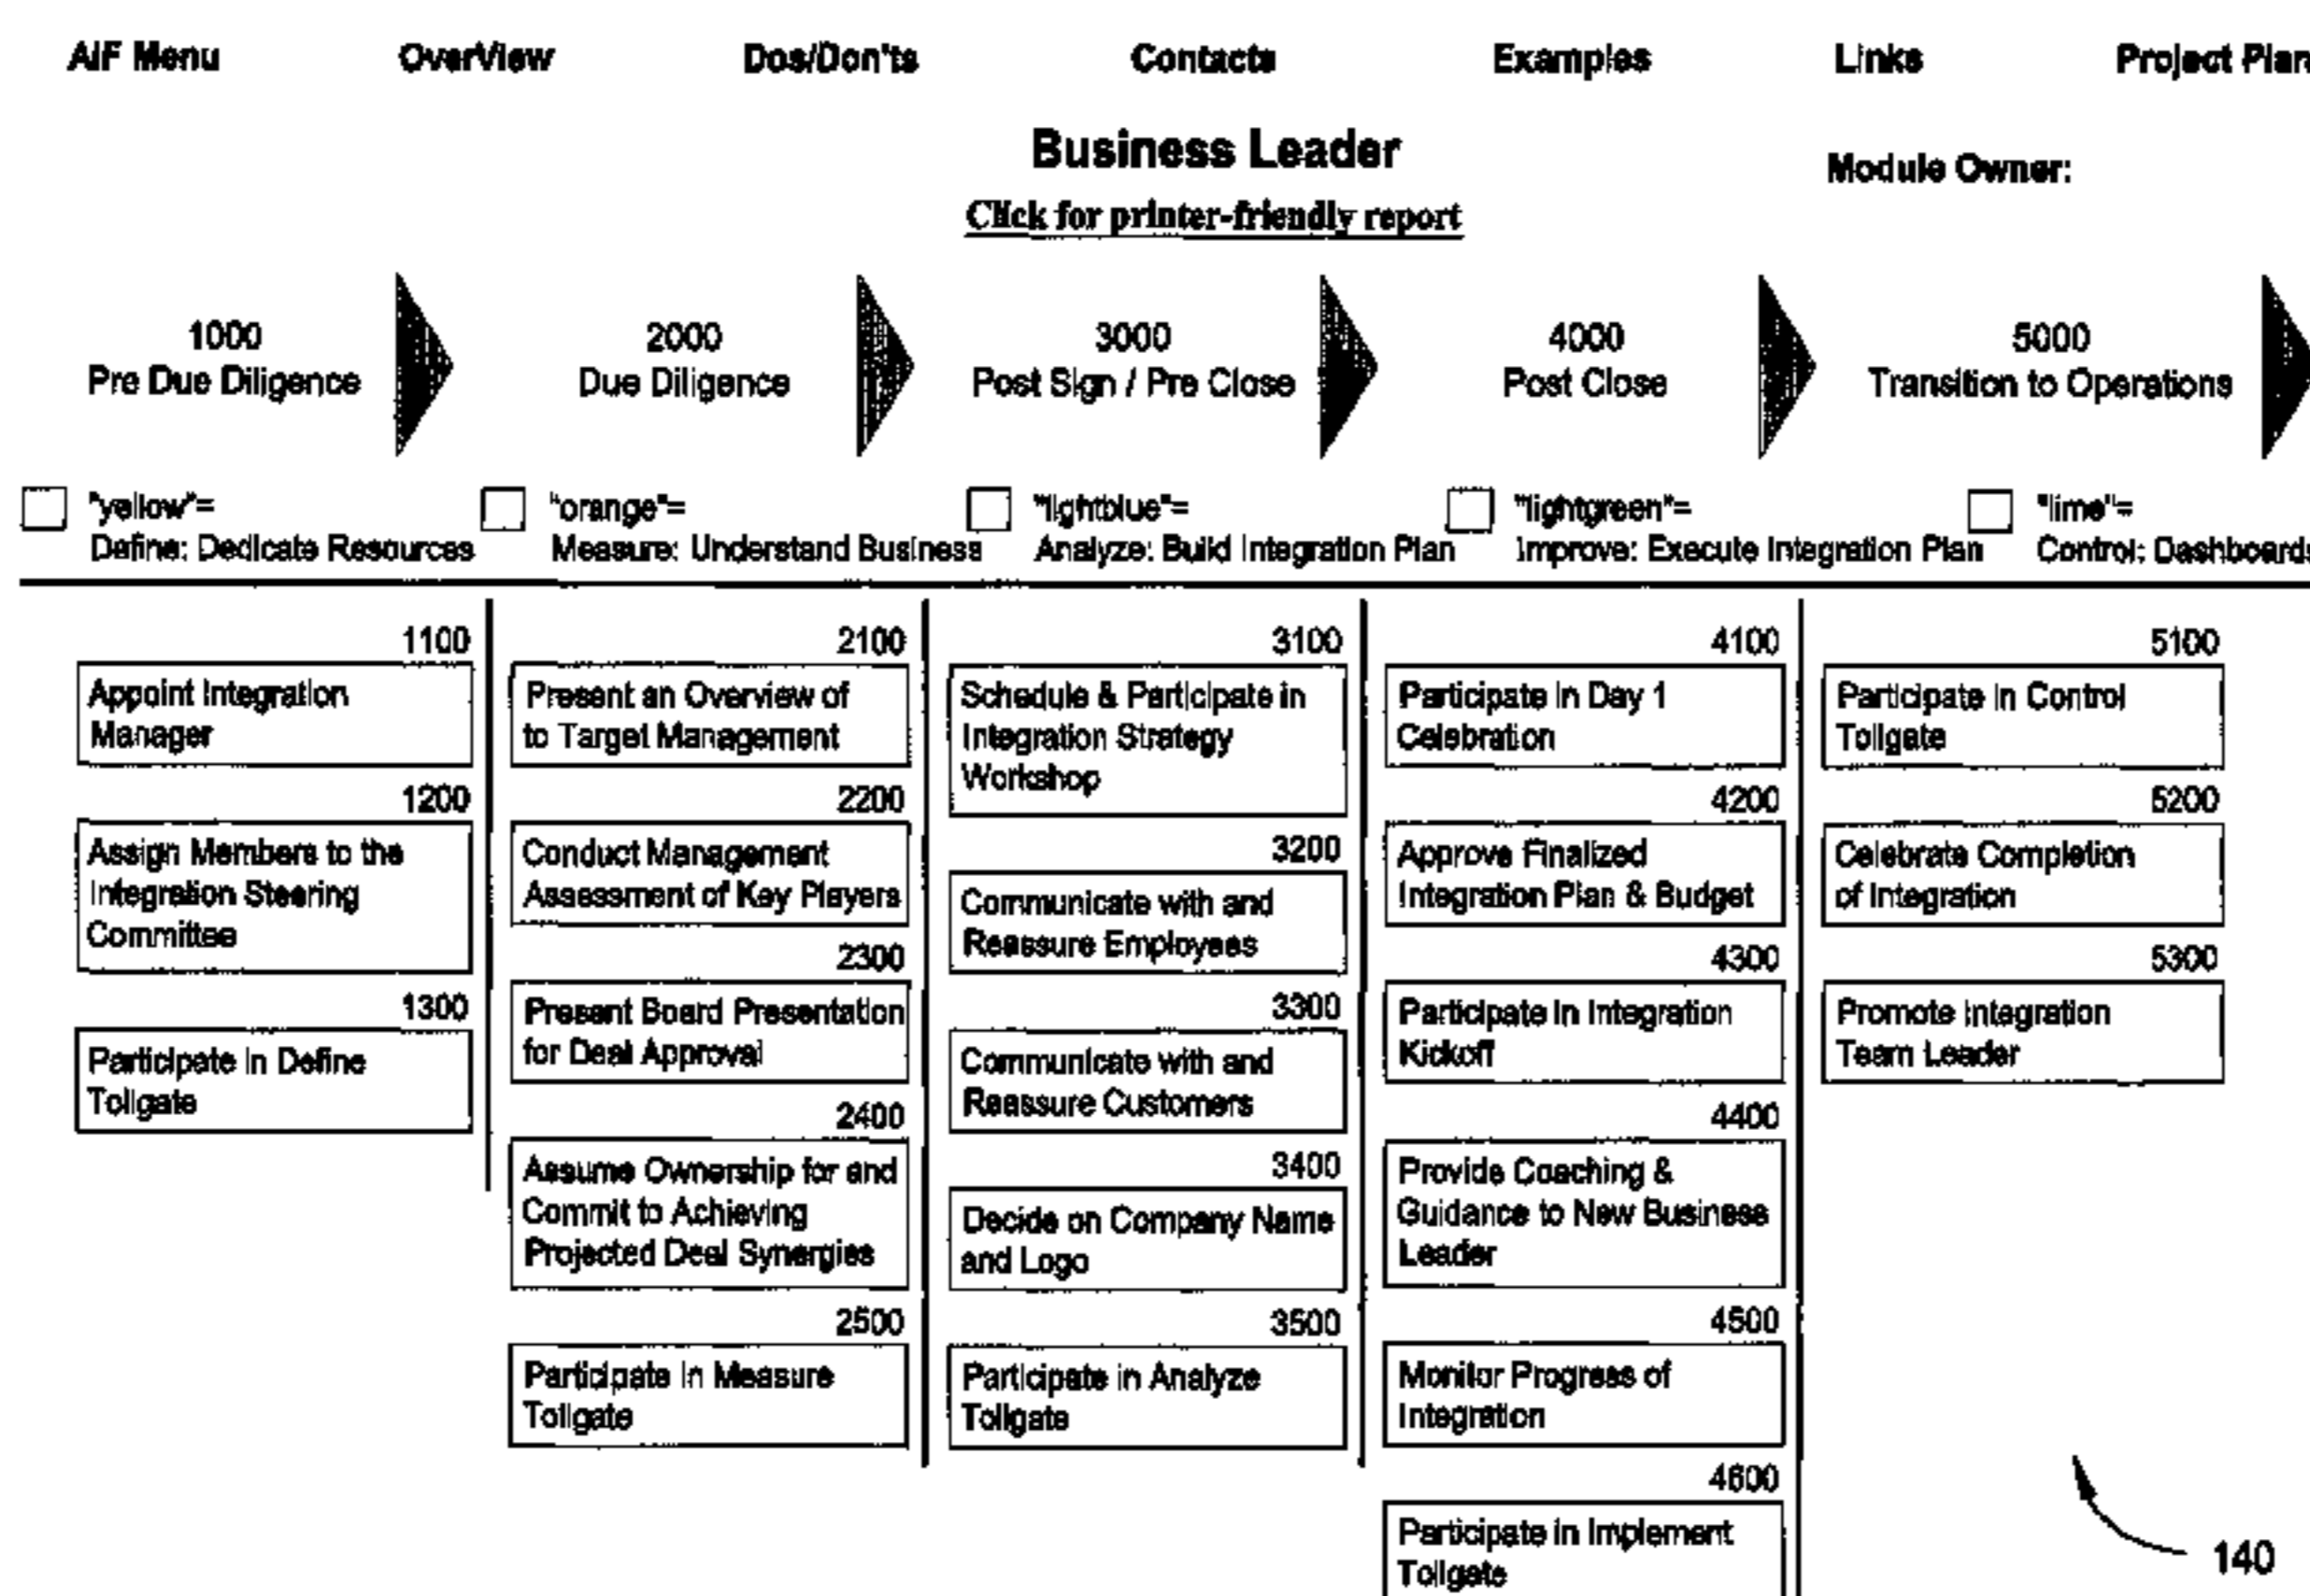 AIF Menu OverView Dos/Don'ts Contacts Examples Links Project Plan
Business Leader
Module Owner:
Click for printer-friendly report
1000
Pre Due Diligence
2000
Due Diligence
3000
Post Sign / Pre Close
4000
Post Close
5000
Transition to Operations
"yellow"=
Define: Dedicate Resources
"orange"=
Measure: Understand Business
"lightblue"=
Analyze: Build Integration Plan
"lightgreen"=
Improve: Execute Integration Plan
"lime"=
Control: Dashboards
1100
Appoint Integration
Manager
1200
Assign Members to the
Integration Steering
Committee
1300
Participate in Define
Tollgate
2100
Present an Overview of
to Target Management
2200
Conduct Management
Assessment of Key Players
2300
Present Board Presentation
for Deal Approval
2400
Assume Ownership for and
Commit to Achieving
Projected Deal Synergies
2500
Participate in Measure
Tollgate
3100
Schedule & Participate in
Integration Strategy
Workshop
3200
Communicate with and
Reassure Employees
3300
Communicate with and
Reassure Customers
3400
Decide on Company Name
and Logo
3500
Participate in Analyze
Tollgate
4100
Participate in Day 1
Celebration
4200
Approve Finalized
Integration Plan & Budget
4300
Participate in Integration
Kickoff
4400
Provide Coaching &
Guidance to New Business
Leader
4500
Monitor Progress of
Integration
4600
Participate in Implement
Tollgate
5100
Participate in Control
Tollgate
5200
Celebrate Completion
of Integration
5300
Promote Integration
Team Leader
140